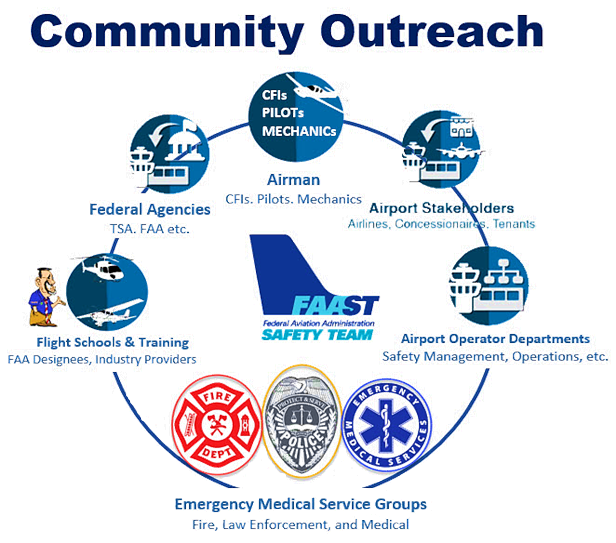 Community Outreach
CFIs
PILOTs
MECHANICs
Airman
CFIs. Pilots. Mechanics
Federal Agencies
TSA. FAA etc.
Airport Stakeholders
Airlines, Concessionaires, Tenants
FAAST
Federal Aviation Administration
SAFETY TEAM
Flight Schools & Training
FAA Designees, Industry Providers
Airport Operator Departments
Safety Management, Operations, etc.
FIRE
DEPT
PROTECT & SERVE
POLICE
EMERGENCY
MEDICAL SERVICES
Emergency Medical Service Groups
Fire, Law Enforcement, and Medical